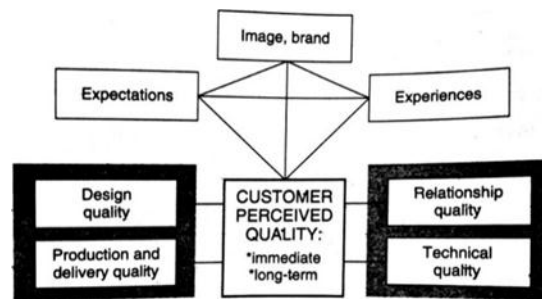 Image, brand
Expectations
Experiences
Design
quality
CUSTOMER
PERCEIVED
QUALITY:
*immediate
*long-term
Relationship
quality
Production and
delivery quality
Technical
quality